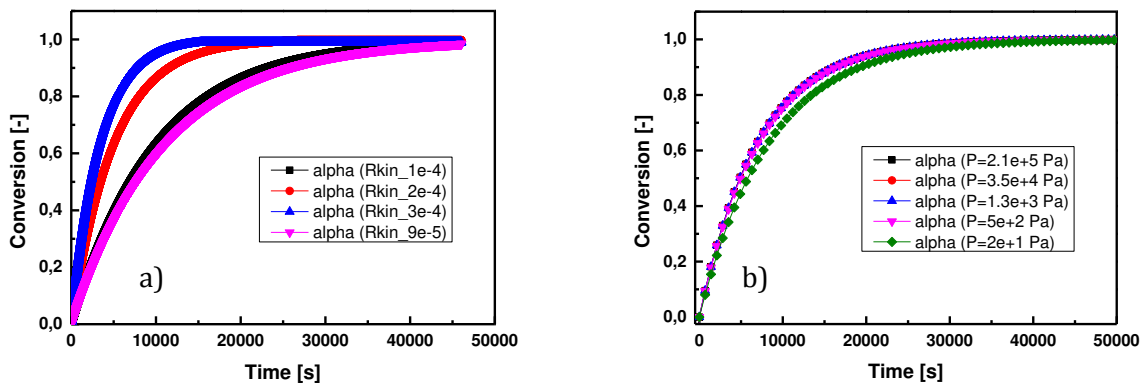 1,0
0,8
0,6
0,4
0,2
0,0
Conversion [-]
alpha (Rkin_1e-4)
alpha (Rkin_2e-4)
alpha (Rkin_3e-4)
alpha (Rkin_9e-5)
a)
0 10000 20000 30000 40000 50000
Time [s]
1,0
0,8
0,6
0,4
0,2
0,0
Conversion [-]
alpha (P=2.1e+5 Pa)
alpha (P=3.5e+4 Pa)
alpha (P=1.3e+3 Pa)
alpha (P=5e+2 Pa)
alpha (P=2e+1 Pa)
b)
0 10000 20000 30000 40000 50000
Time [s]